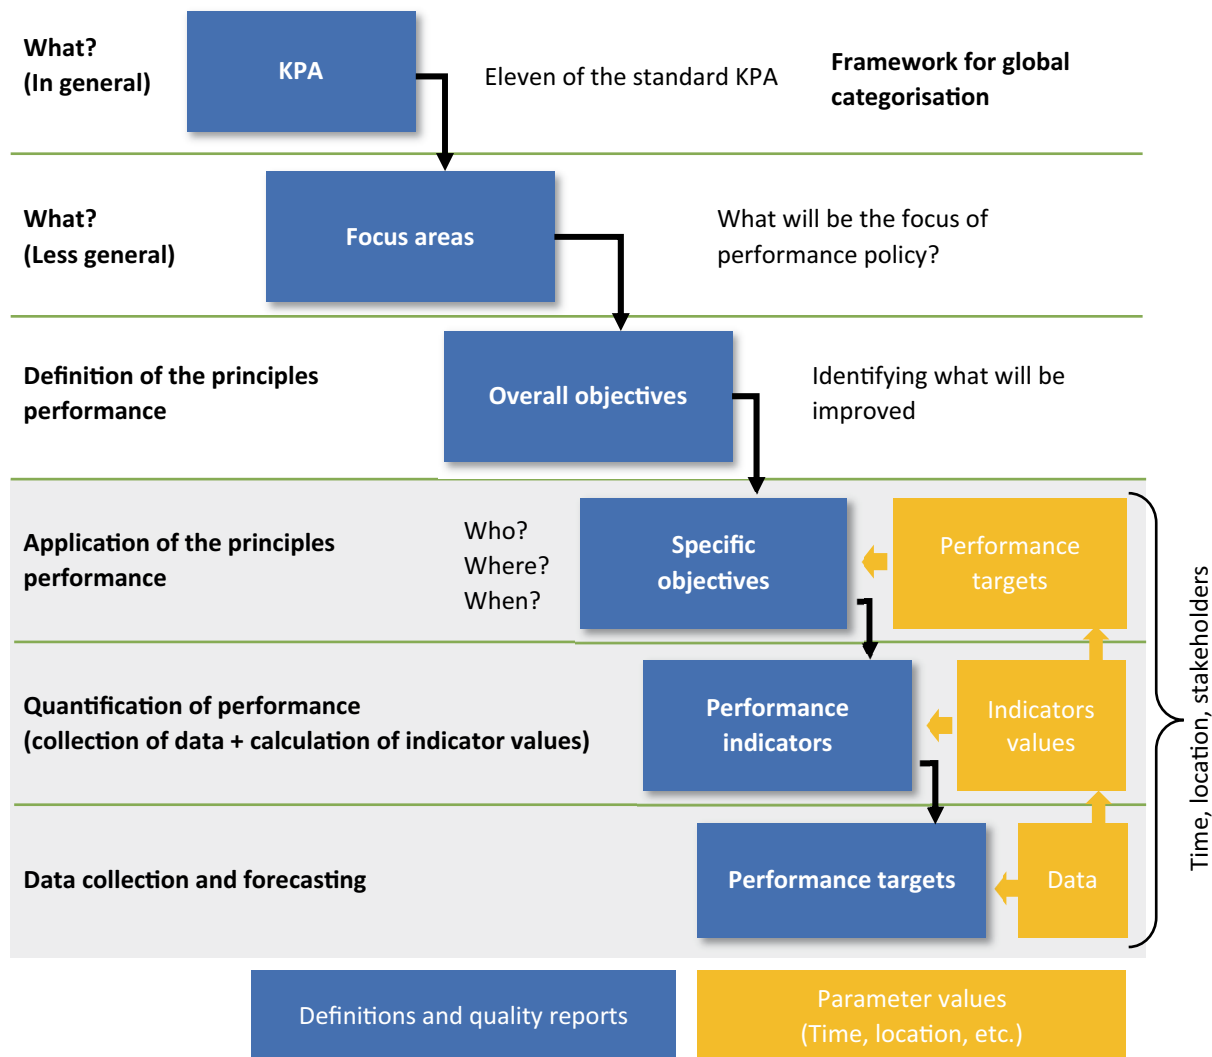 What?
(In general)
KPA
Eleven of the standard KPA
Framework for global
categorisation
What?
(Less general)
Focus areas
What will be the focus of
performance policy?
Definition of the principles
performance
Overall objectives
Identifying what will be
improved
Application of the principles
performance
Who?
Where?
When?
Specific
objectives
Performance
targets
Quantification of performance
(collection of data + calculation of indicator values)
Performance
indicators
Indicators
values
Data collection and forecasting
Performance targets
Data
Time, location, stakeholders
Definitions and quality reports
Parameter values
(Time, location, etc.)